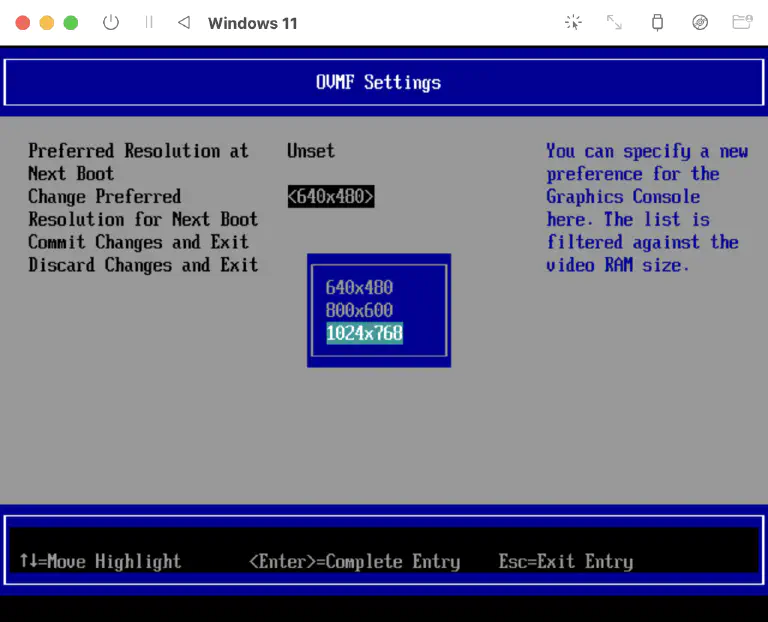 Windows 11
OVMF Settings
Preferred Resolution at
Next Boot
Unset
Change Preferred
Resolution for Next Boot
<640x480>
Commit Changes and Exit
Discard Changes and Exit
You can specify a new
preference for the
Graphics Console
here. The list is
filtered against the
video RAM size.
640x480
800x600
1024x768
↑↓=Move Highlight
<Enter>=Complete Entry
Esc=Exit Entry